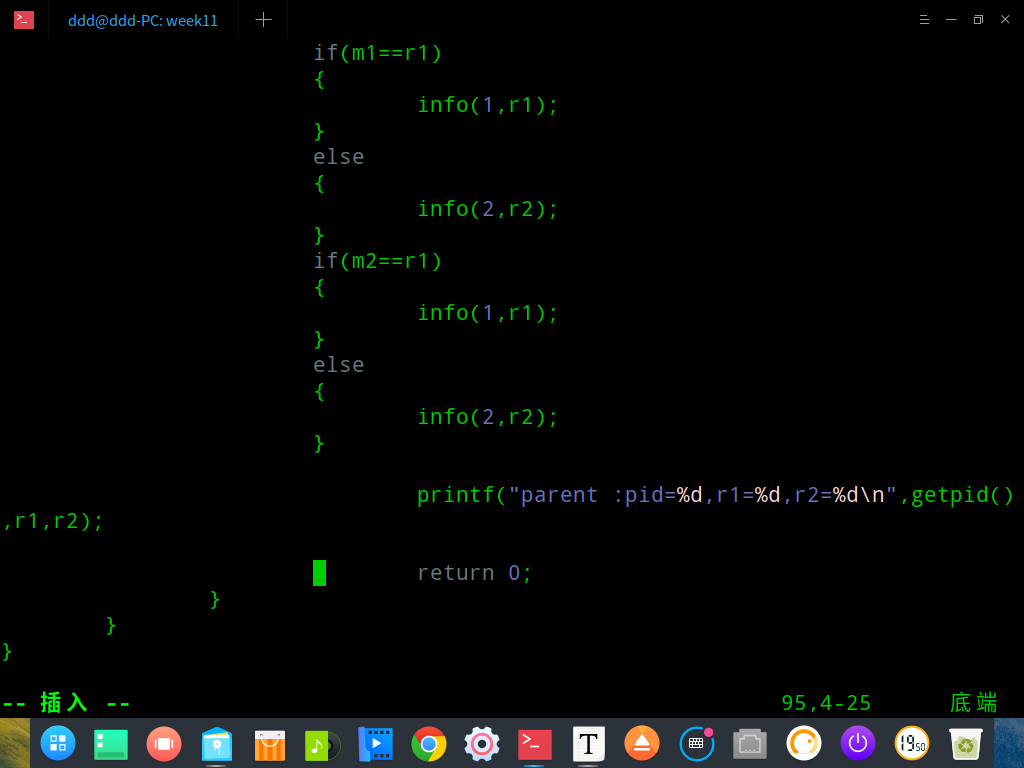 ddd@ddd-PC: week11
if(m1==r1)
{
info(1,r1);
}
else
{
info(2,r2);
}
if(m2==r1)
{
info(1,r1);
}
else
{
info(2,r2);
}
printf("parent :pid=%d,r1=%d,r2=%d\n",getpid()
,r1,r2);
return 0;
}
}
}
-- 插入 -- 95,4-25 底端
T 19 50